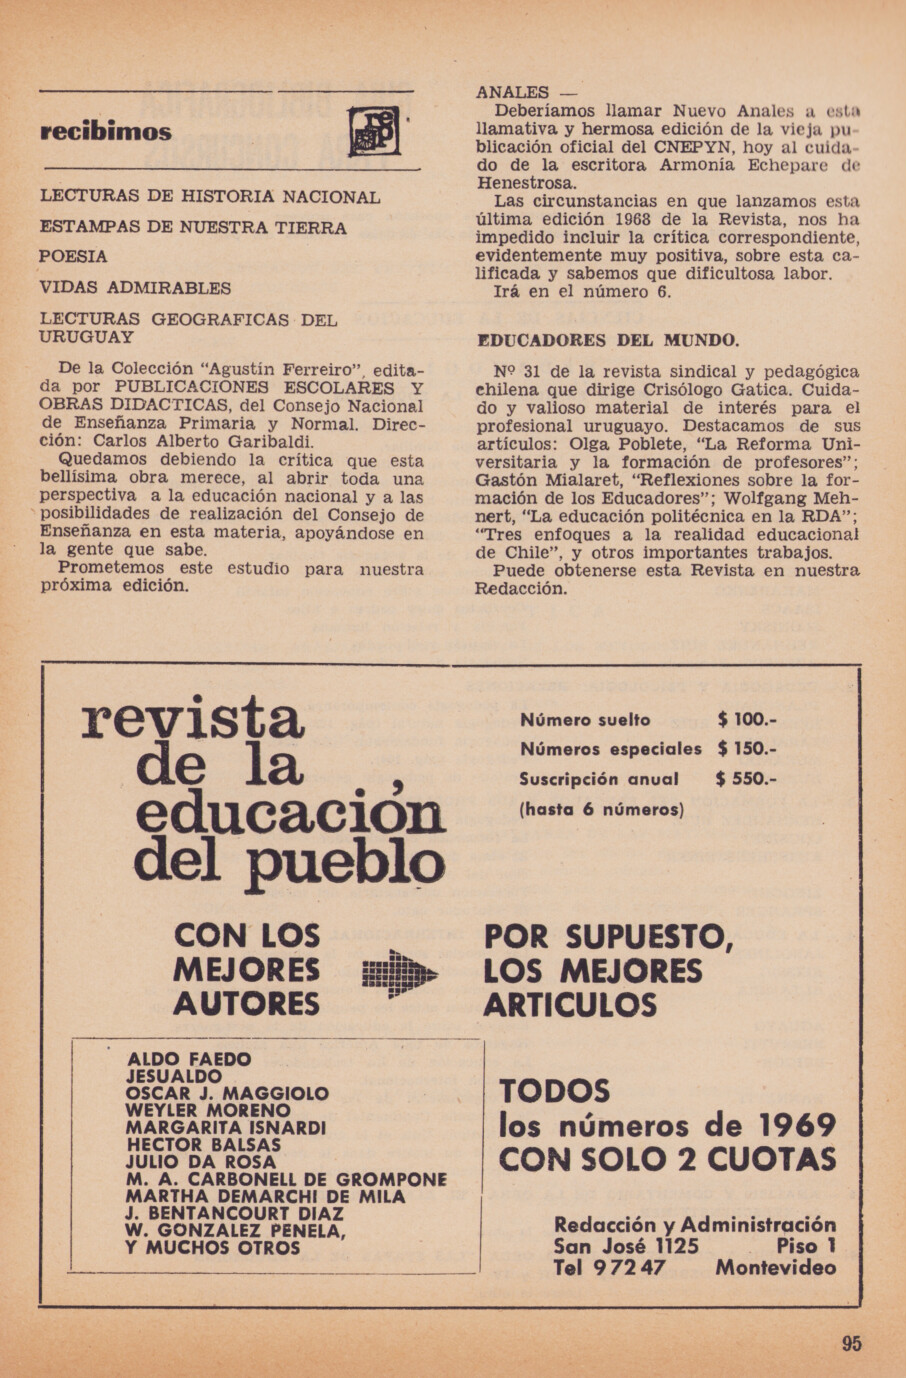 recibimos
rep
LECTURAS DE HISTORIA NACIONAL
ESTAMPAS DE NUESTRA TIERRA
POESIA
VIDAS ADMIRABLES
LECTURAS GEOGRAFICAS DEL
URUGUAY
De la Colección "Agustín Ferreiro", edita-
da por PUBLICACIONES ESCOLARES Y
OBRAS DIDACTICAS, del Consejo Nacional
de Enseñanza Primaria y Normal. Direc-
ción: Carlos Alberto Garibaldi.
Quedamos debiendo la crítica que esta
bellísima obra merece, al abrir toda una
perspectiva a la educación nacional y a las
posibilidades de realización del Consejo de
Enseñanza en esta materia, apoyándose en
la gente que sabe.
Prometemos este estudio para nuestra
próxima edición.
ANALES —
Deberíamos llamar Nuevo Anales a esta
llamativa y hermosa edición de la vieja pu-
blicación oficial del CNEPYN, hoy al cuida-
do de la escritora Armonía Echepare de
Henestrosa.
Las circunstancias en que lanzamos esta
última edición 1968 de la Revista, nos ha
impedido incluir la crítica correspondiente,
evidentemente muy positiva, sobre esta ca-
lificada y sabemos que dificultosa labor.
Irá en el número 6.
EDUCADORES DEL MUNDO.
Nº 31 de la revista sindical y pedagógica
chilena que dirige Crisólogo Gatica. Cuida-
do y valioso material de interés para el
profesional uruguayo. Destacamos de sus
artículos: Olga Poblete, "La Reforma Uni-
versitaria y la formación de profesores";
Gastón Mialaret, "Reflexiones sobre la for-
mación de los Educadores"; Wolfgang Meh-
nert, "La educación politécnica en la RDA";
"Tres enfoques a la realidad educacional
de Chile", y otros importantes trabajos.
Puede obtenerse esta Revista en nuestra
Redacción.
revista
de la
educación
del pueblo
Número suelto $ 100.-
Números especiales $ 150.-
Suscripción anual $ 550.-
(hasta 6 números)
CON LOS
MEJORES
AUTORES
POR SUPUESTO,
LOS MEJORES
ARTICULOS
ALDO FAEDO
JESUALDO
OSCAR J. MAGGIOLO
WEYLER MORENO
MARGARITA ISNARDI
HECTOR BALSAS
JULIO DA ROSA
M. A. CARBONELL DE GROMPONE
MARTHA DEMARCHI DE MILA
J. BENTANCOURT DIAZ
W. GONZALEZ PENELA,
Y MUCHOS OTROS
TODOS
los números de 1969
CON SOLO 2 CUOTAS
Redacción y Administración
San José 1125 Piso 1
Tel 9 72 47 Montevideo
95